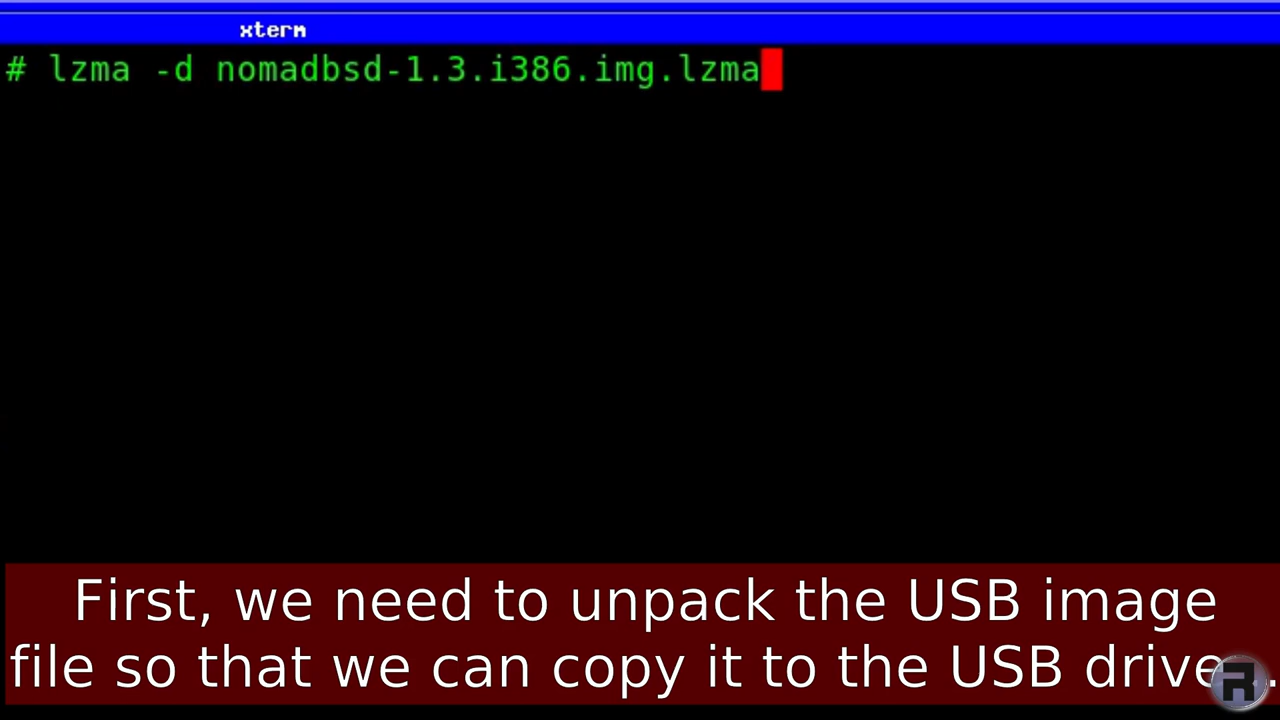 xterm
# lzma -d nomadbsd-1.3.i386.img.lzma
First, we need to unpack the USB image
file so that we can copy it to the USB drive.
R